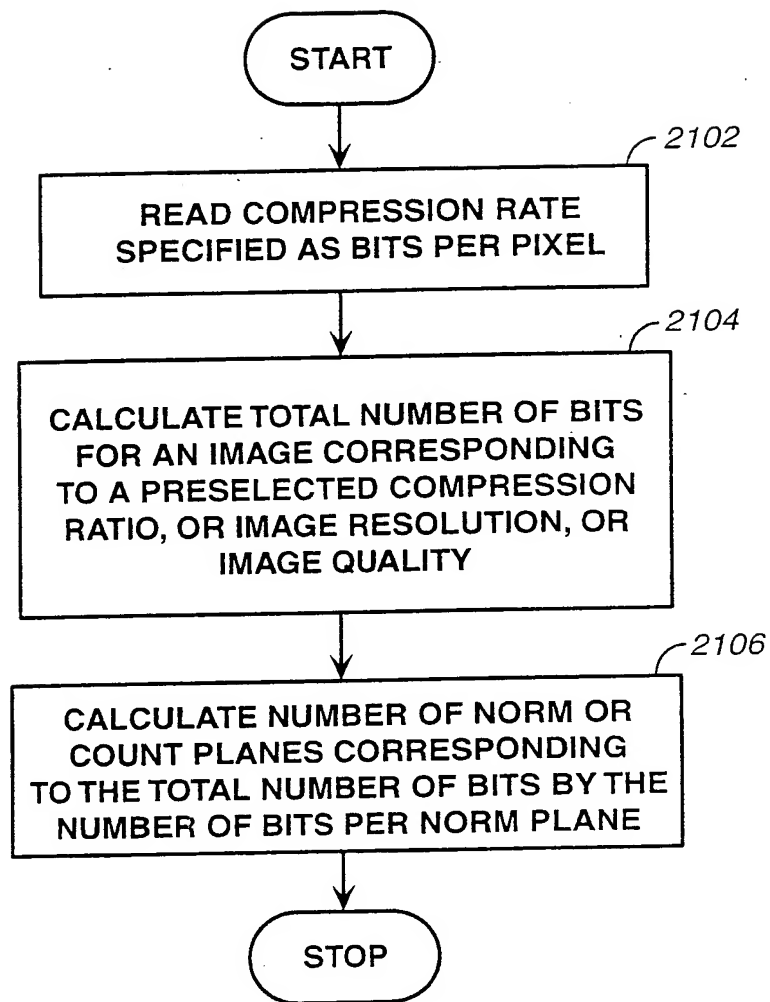 START
2102
READ COMPRESSION RATE
SPECIFIED AS BITS PER PIXEL
2104
CALCULATE TOTAL NUMBER OF BITS
FOR AN IMAGE CORRESPONDING
TO A PRESELECTED COMPRESSION
RATIO, OR IMAGE RESOLUTION, OR
IMAGE QUALITY
2106
CALCULATE NUMBER OF NORM OR
COUNT PLANES CORRESPONDING
TO THE TOTAL NUMBER OF BITS BY THE
NUMBER OF BITS PER NORM PLANE
STOP